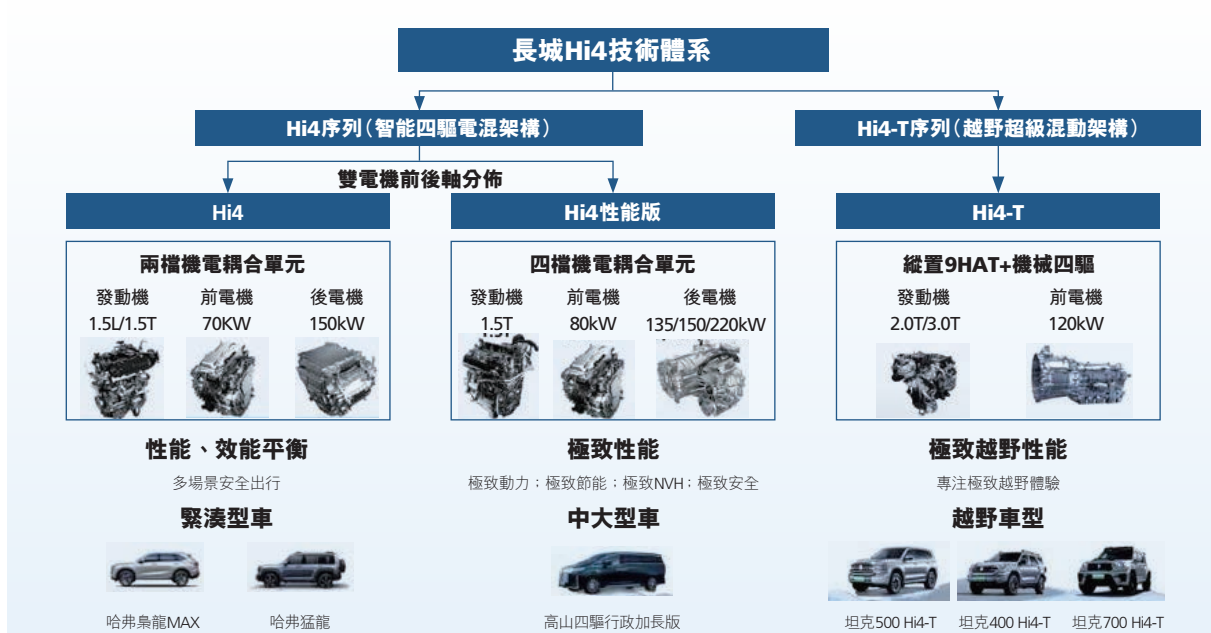 長城Hi4技術體系
Hi4序列(智能四驅電混架構)
Hi4-T序列(越野超級混動架構)
雙電機前後軸分佈
Hi4
Hi4性能版
Hi4-T
兩檔機電耦合單元
發動機 前電機 後電機
1.5L/1.5T 70KW 150kW
四檔機電耦合單元
發動機 前電機 後電機
1.5T 80kW 135/150/220kW
縱置9HAT+機械四驅
發動機 前電機
2.0T/3.0T 120kW
性能、效能平衡
多場景安全出行
緊湊型車
哈弗梟龍MAX 哈弗猛龍
極致性能
極致動力；極致節能；極致NVH；極致安全
中大型車
高山四驅行政加長版
極致越野性能
專注極致越野體驗
越野車型
坦克500 Hi4-T 坦克400 Hi4-T 坦克700 Hi4-T